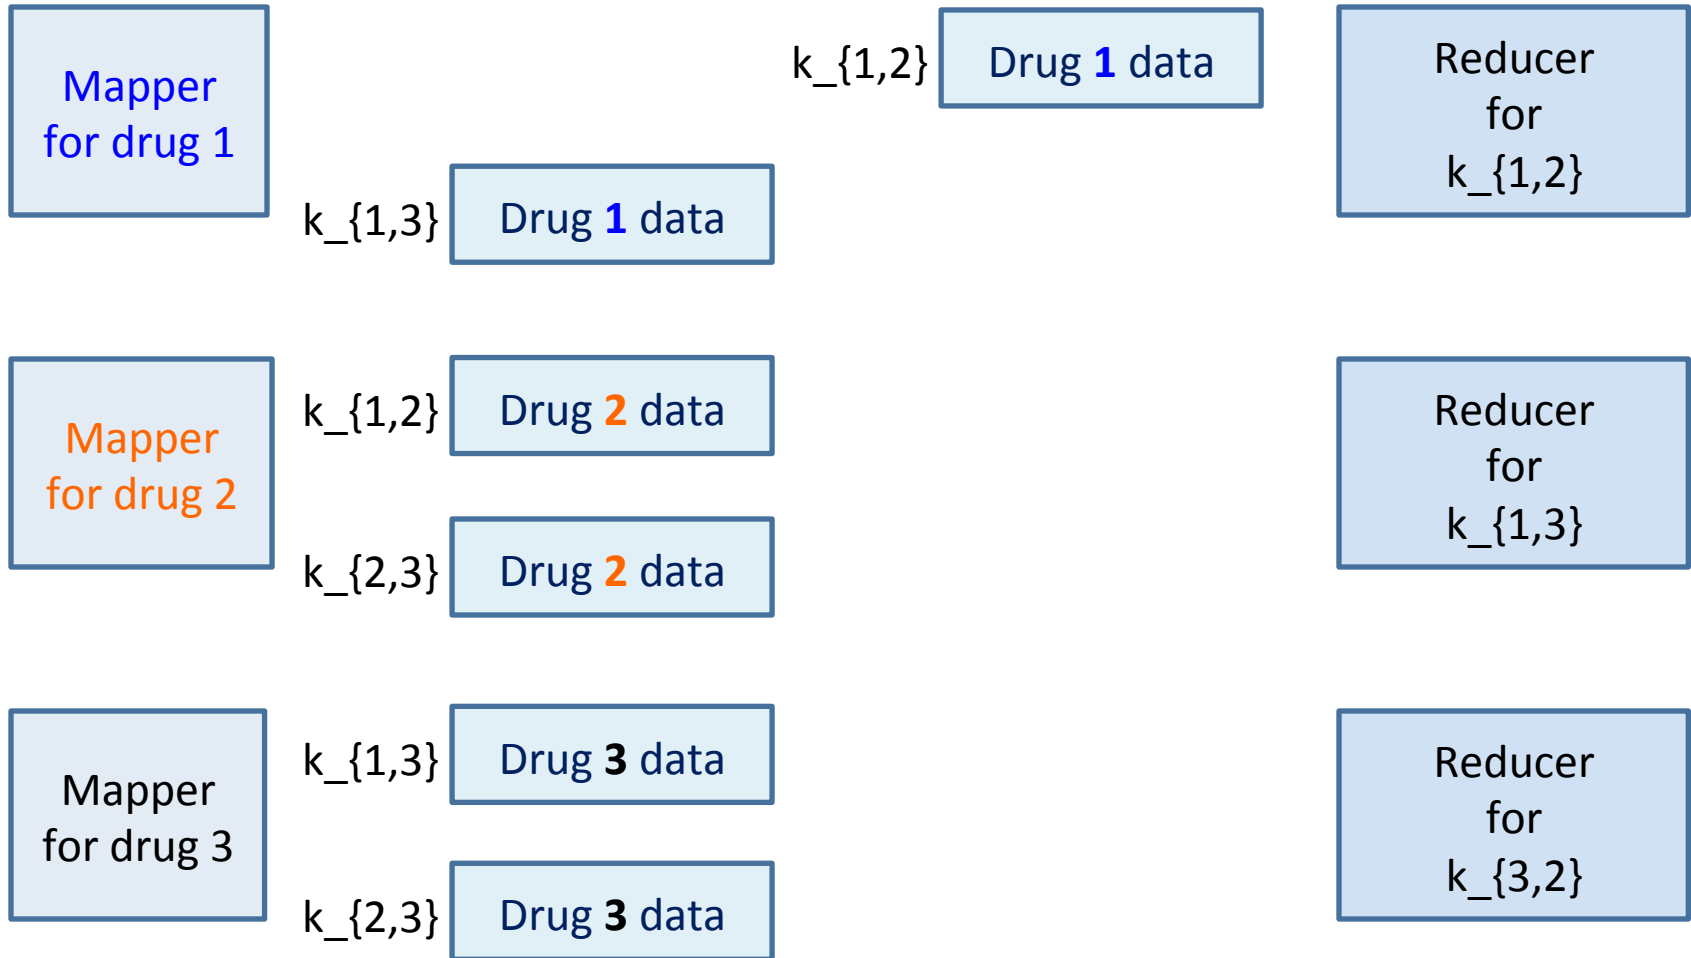 Mapper
for drug 1
k_{1,2}
Drug 1 data
Reducer
for
k_{1,2}
k_{1,3}
Drug 1 data
Mapper
for drug 2
k_{1,2}
Drug 2 data
k_{2,3}
Drug 2 data
Reducer
for
k_{1,3}
Mapper
for drug 3
k_{1,3}
Drug 3 data
k_{2,3}
Drug 3 data
Reducer
for
k_{3,2}